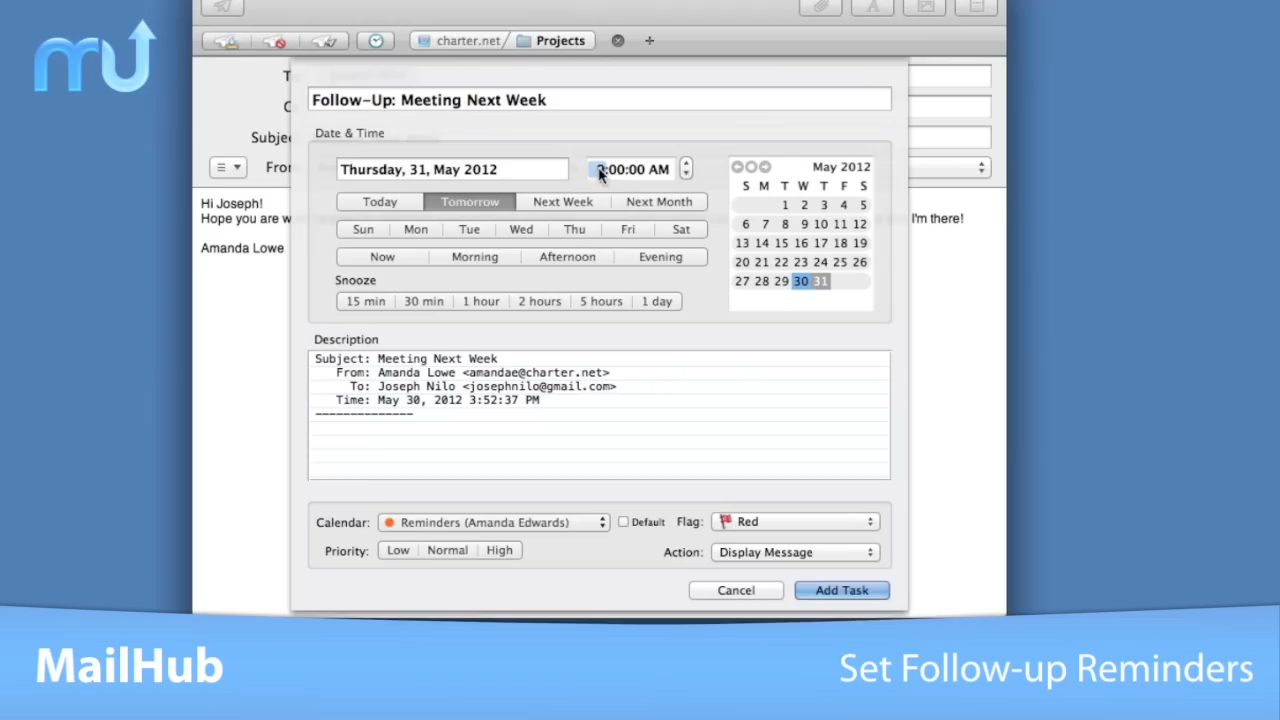 mu
charter.net
Projects
+
Follow-Up: Meeting Next Week
Subje
Date & Time
From
Thursday, 31, May 2012
:00:00 AM
Today
Tomorrow
Next Week
Next Month
Sun
Mon
Tue
Wed
Thu
Fri
Sat
Now
Morning
Afternoon
Evening
Snooze
15 min
30 min
1 hour
2 hours
5 hours
1 day
May 2012
S M T W T F S
1 2 3 4 5
6 7 8 9 10 11 12
13 14 15 16 17 18 19
20 21 22 23 24 25 26
27 28 29 30 31
Hi Joseph!
Hope you are w
I'm there!
Amanda Lowe
Description
Subject: Meeting Next Week
From: Amanda Lowe <amandae@charter.net>
To: Joseph Nilo <josephnilo@gmail.com>
Time: May 30, 2012 3:52:37 PM
--------------
Calendar:
Reminders (Amanda Edwards)
Default
Flag:
Red
Priority:
Low
Normal
High
Action:
Display Message
Cancel
Add Task
MailHub
Set Follow-up Reminders